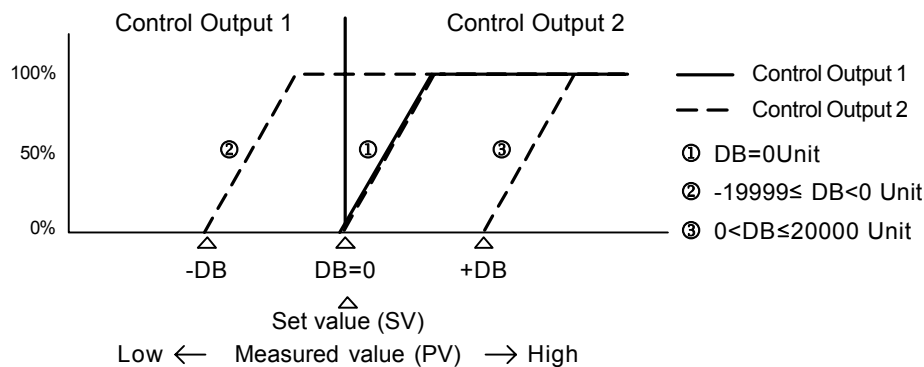 Control Output 1
Control Output 2
100%
50%
0%
②
①
③
Control Output 1
Control Output 2
① DB=0Unit
② -19999≤ DB<0 Unit
③ 0<DB≤20000 Unit
-DB
DB=0
+DB
Set value (SV)
Low ← Measured value (PV) → High